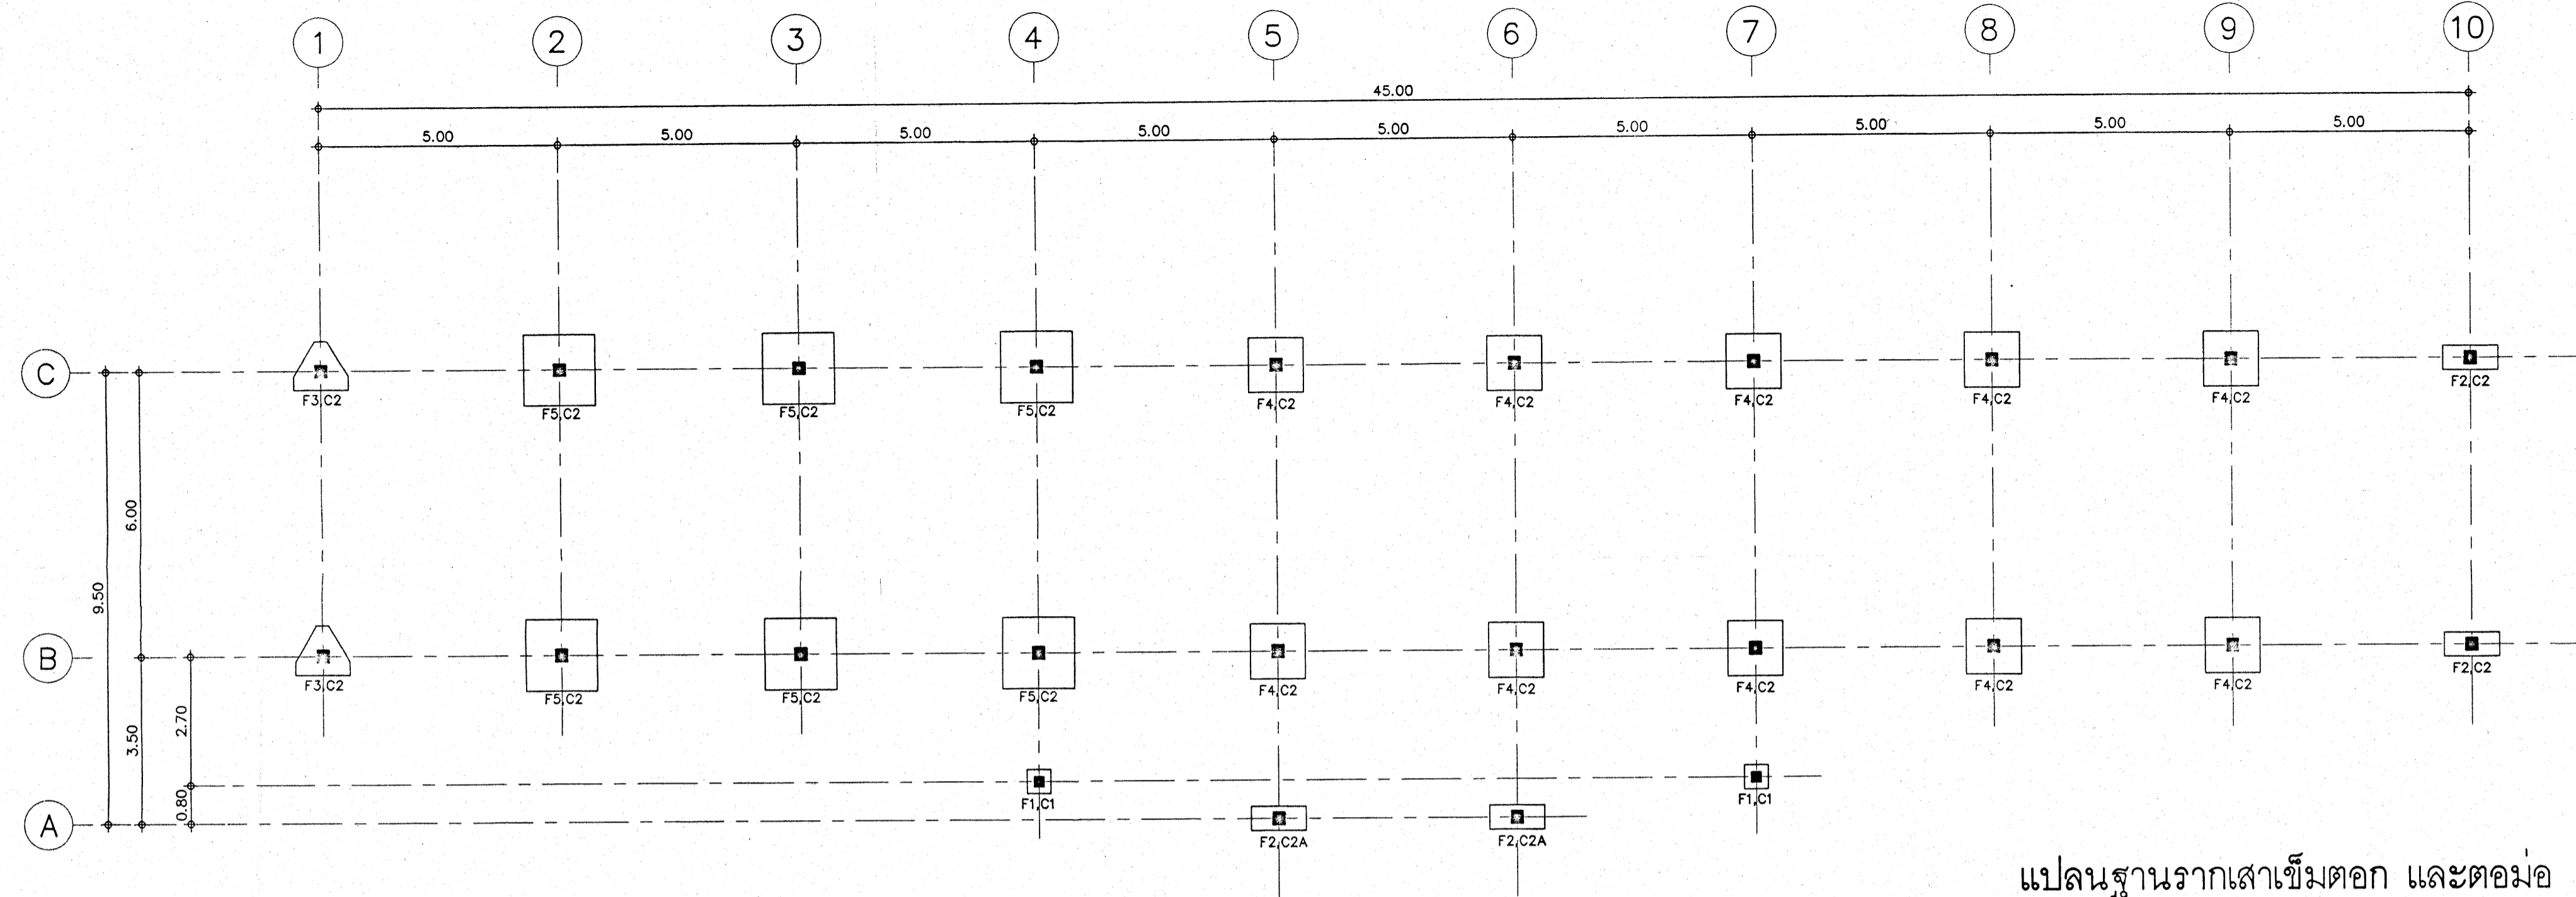 1 2 3 4 5 6 7 8 9 10
45.00
5.00 5.00 5.00 5.00 5.00 5.00 5.00 5.00 5.00
C
F3,C2 F5,C2 F5,C2 F5,C2 F4,C2 F4,C2 F4,C2 F4,C2 F4,C2 F2,C2
6.00
9.50
B
F3,C2 F5,C2 F5,C2 F5,C2 F4,C2 F4,C2 F4,C2 F4,C2 F4,C2 F2,C2
2.70
3.50
0.80
F1,C1 F1,C1
A
F2,C2A F2,C2A
แปลนฐานรากเสาเข็มตอก และตอม่อ